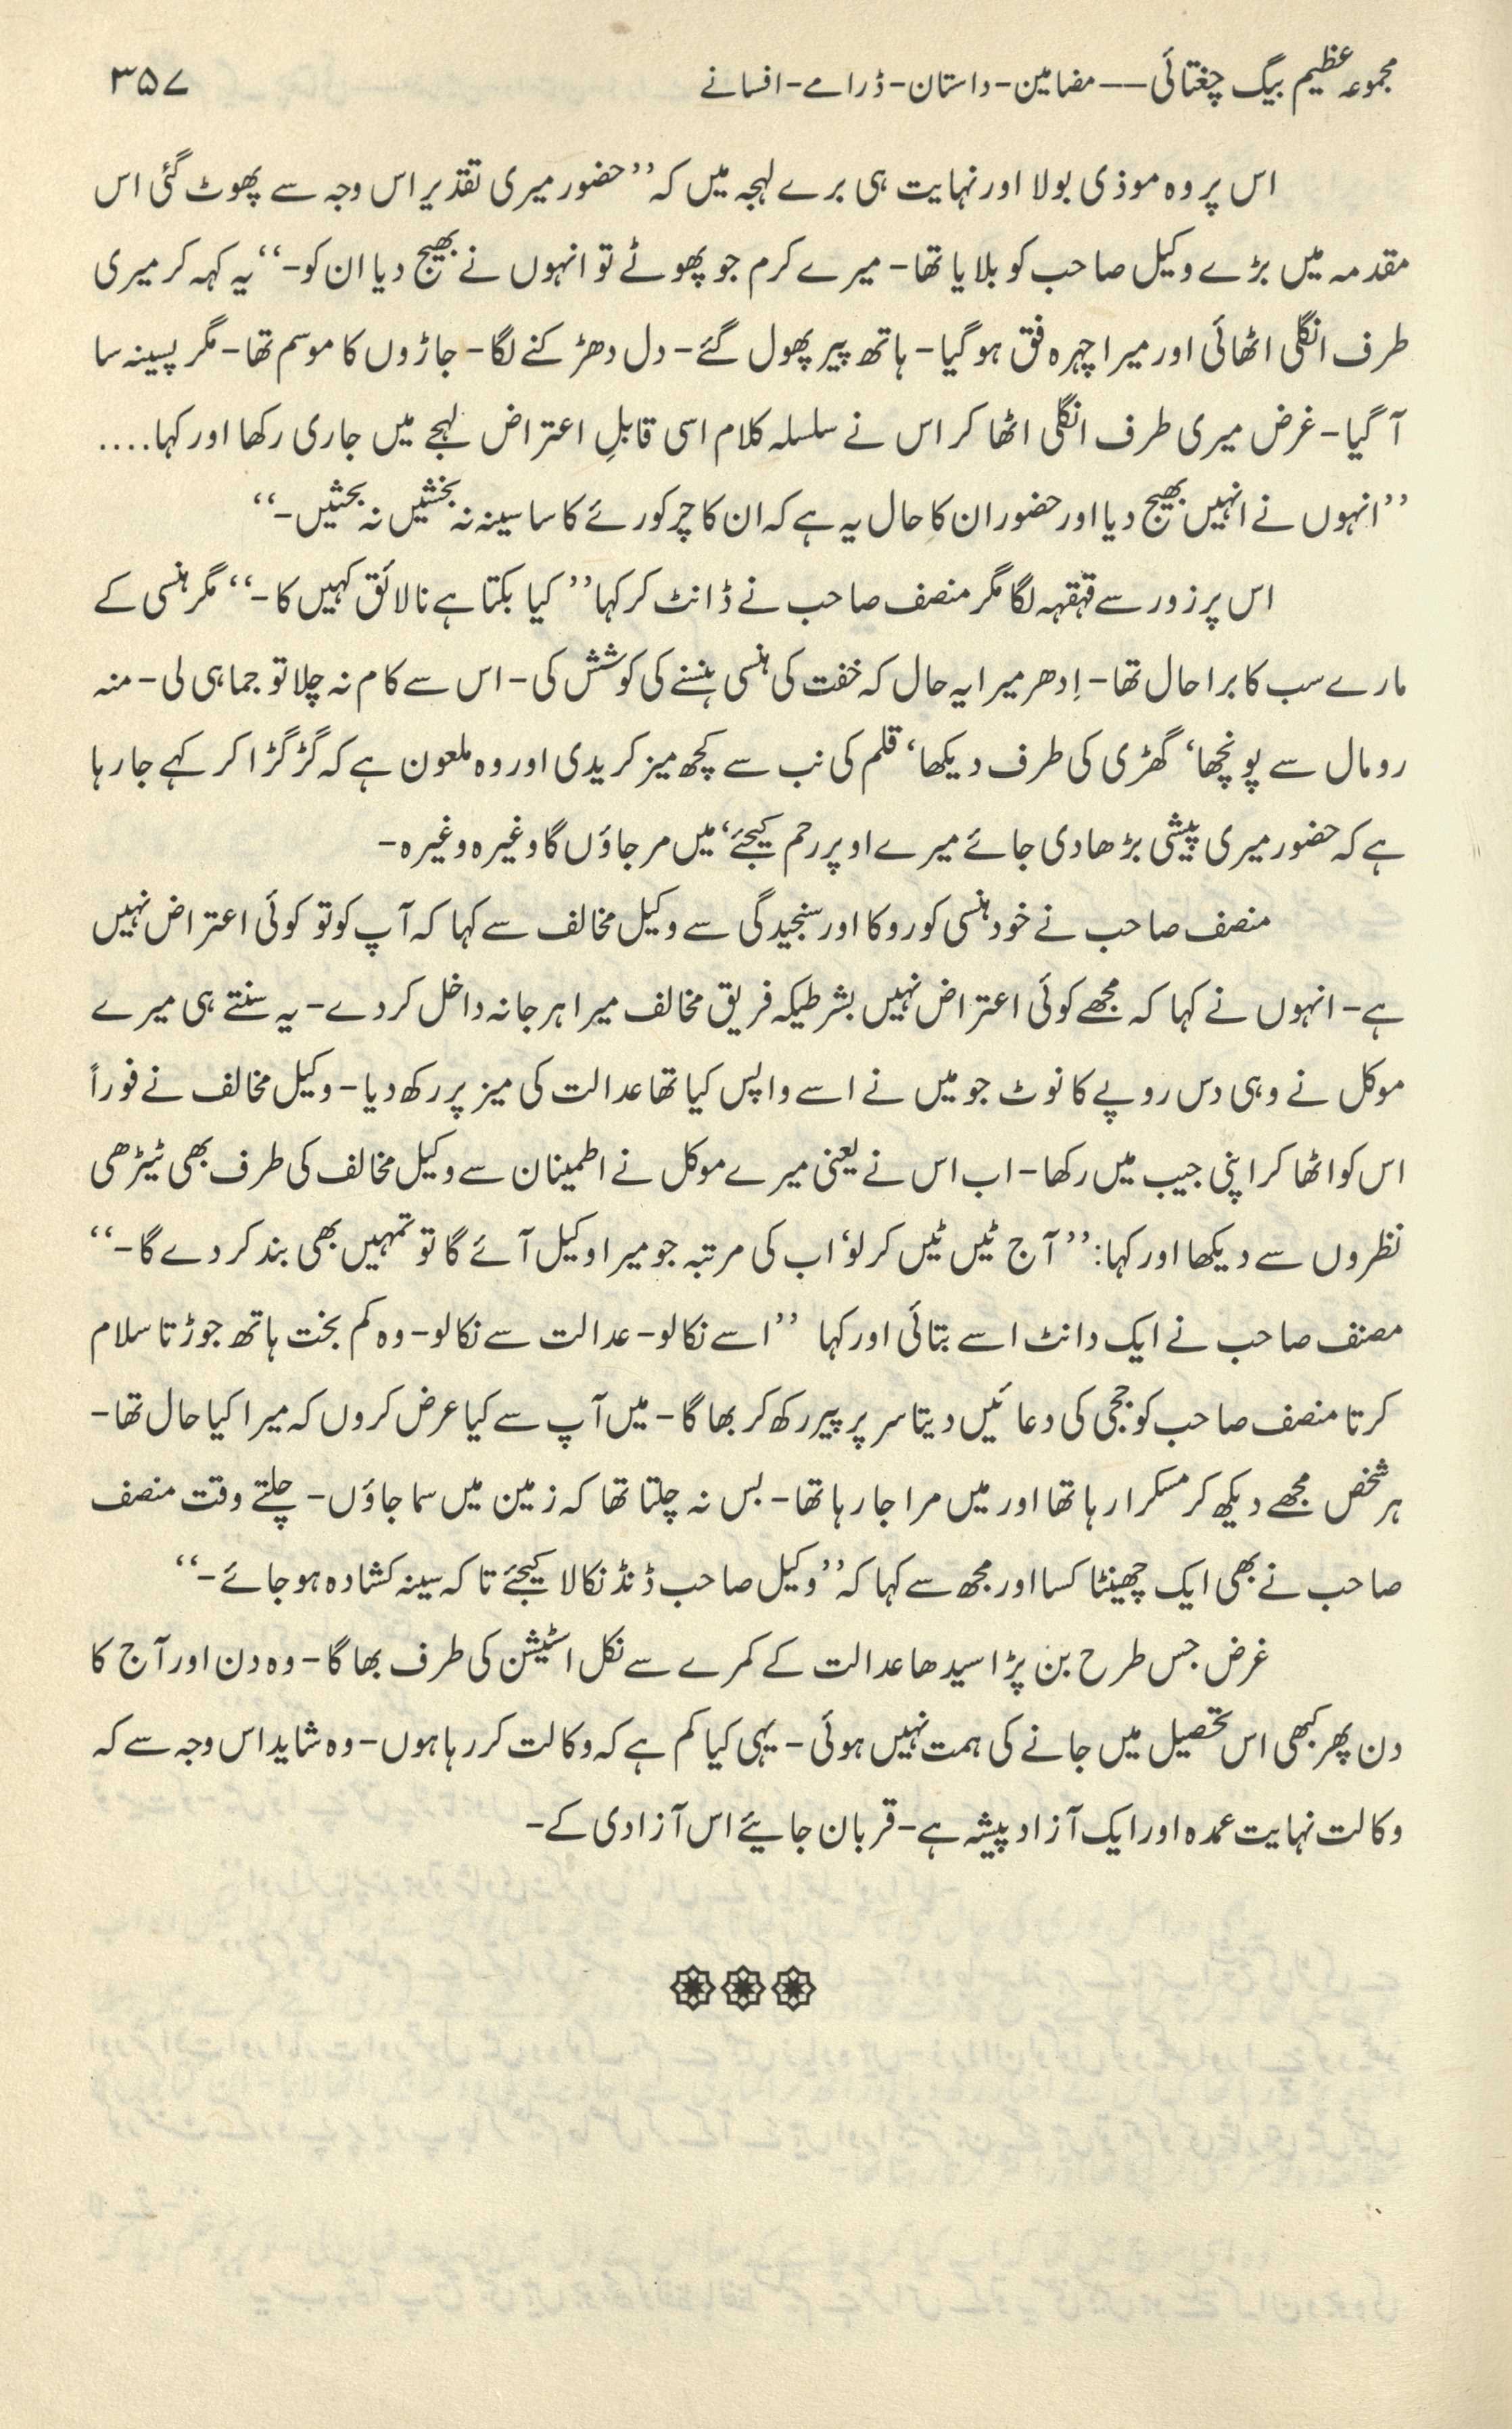 مجموعہ عظیم بیگ چغتائی —— مضامین - داستان - ڈرامے - افسانے ۳۵۷
اس پر وہ موذی بولا اور نہایت ہی برے لہجہ میں کہ ’’حضور میری تقدیر اس وجہ سے پھوٹ گئی اس
مقدمہ میں بڑے وکیل صاحب کو بلایا تھا- میرے کرم جو پھوٹے تو انہوں نے بھیج دیا ان کو-‘‘ یہ کہہ کر میری
طرف انگلی اٹھائی اور میرا چہرہ فق ہو گیا- ہاتھ پیر پھول گئے- دل دھڑکنے لگا- جاڑوں کا موسم تھا- مگر پسینہ سا
آ گیا- غرض میری طرف انگلی اٹھا کر اس نے سلسلہ کلام اسی قابلِ اعتراض لہجے میں جاری رکھا اور کہا....
’’انہوں نے انہیں بھیج دیا اور حضور ان کا حال یہ ہے کہ ان کا چرکورئے کا سا سینہ نہ بخشیں نہ بحثیں-‘‘
اس پر زور سے قہقہہ لگا مگر منصف صاحب نے ڈانٹ کر کہا ’’کیا بکتا ہے نالائق کہیں کا-‘‘ مگر ہنسی کے
مارے سب کا برا حال تھا- اِدھر میرا یہ حال کہ خفت کی ہنسی ہنسنے کی کوشش کی- اس سے کام نہ چلا تو جماہی لی- منہ
رومال سے پونچھا‘ گھڑی کی طرف دیکھا‘ قلم کی نب سے کچھ میز کریدی اور وہ ملعون ہے کہ گڑگڑا کر کہے جا رہا
ہے کہ حضور میری پیشی بڑھا دی جائے میرے اوپر رحم کیجئے‘ میں مر جاؤں گا وغیرہ وغیرہ-
منصف صاحب نے خود ہنسی کو روکا اور سنجیدگی سے وکیل مخالف سے کہا کہ آپ کو تو کوئی اعتراض نہیں
ہے- انہوں نے کہا کہ مجھے کوئی اعتراض نہیں بشرطیکہ فریق مخالف میرا ہرجانہ داخل کر دے- یہ سنتے ہی میرے
موکل نے وہی دس روپے کا نوٹ جو میں نے اسے واپس کیا تھا عدالت کی میز پر رکھ دیا- وکیل مخالف نے فوراً
اس کو اٹھا کر اپنی جیب میں رکھا- اب اس نے یعنی میرے موکل نے اطمینان سے وکیل مخالف کی طرف بھی ٹیڑھی
نظروں سے دیکھا اور کہا: ’’آج ٹیں ٹیں کر لو‘ اب کی مرتبہ جو میرا وکیل آئے گا تو تمہیں بھی بند کر دے گا-‘‘
مصنف صاحب نے ایک دانٹ اسے بتائی اور کہا ’’اسے نکالو- عدالت سے نکالو- وہ کم بخت ہاتھ جوڑتا سلام
کرتا منصف صاحب کو ججی کی دعائیں دیتا سر پر پیر رکھ کر بھاگا- میں آپ سے کیا عرض کروں کہ میرا کیا حال تھا-
ہر شخص مجھے دیکھ کر مسکرا رہا تھا اور میں مرا جا رہا تھا- بس نہ چلتا تھا کہ زمین میں سما جاؤں- چلتے وقت منصف
صاحب نے بھی ایک چھینٹا کسا اور مجھ سے کہا کہ ’’وکیل صاحب ڈنڈ نکالا کیجئے تاکہ سینہ کشادہ ہو جائے-‘‘
غرض جس طرح بن پڑا سیدھا عدالت کے کمرے سے نکل اسٹیشن کی طرف بھاگا- وہ دن اور آج کا
دن پھر کبھی اس تحصیل میں جانے کی ہمت نہیں ہوئی- یہی کیا کم ہے کہ وکالت کر رہا ہوں- وہ شاید اس وجہ سے کہ
وکالت نہایت عمدہ اور ایک آزاد پیشہ ہے- قربان جایئے اس آزادی کے-